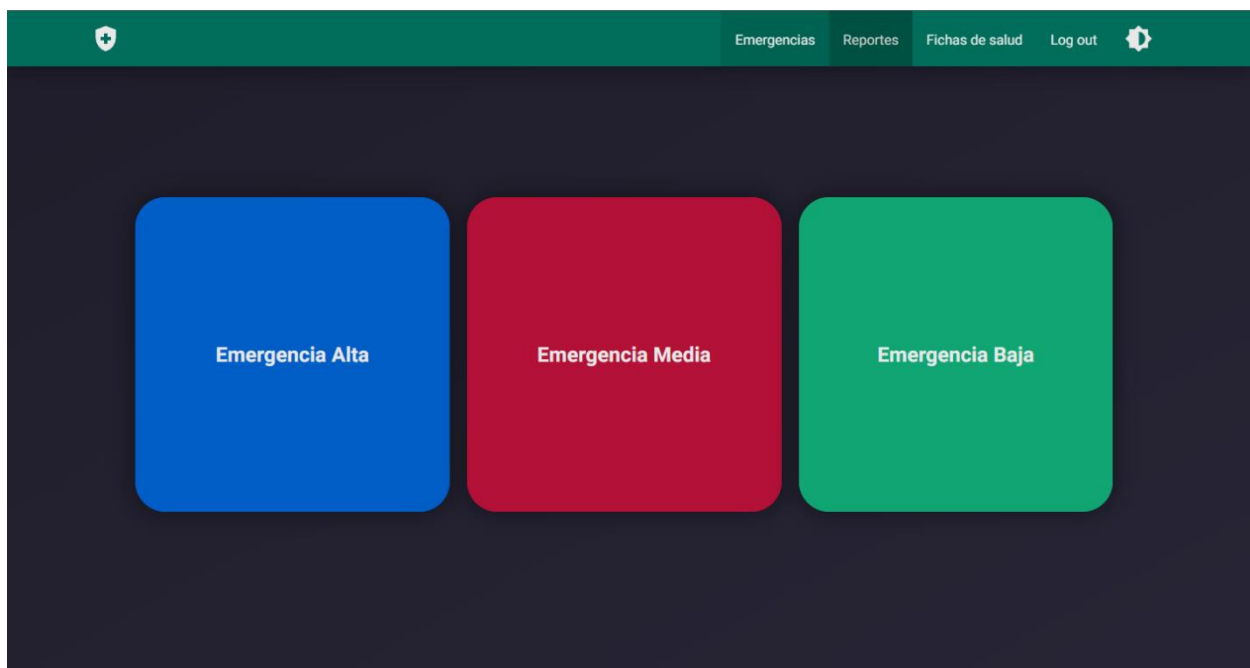 Emergencias Reportes Fichas de salud Log out
Emergencia Alta
Emergencia Media
Emergencia Baja